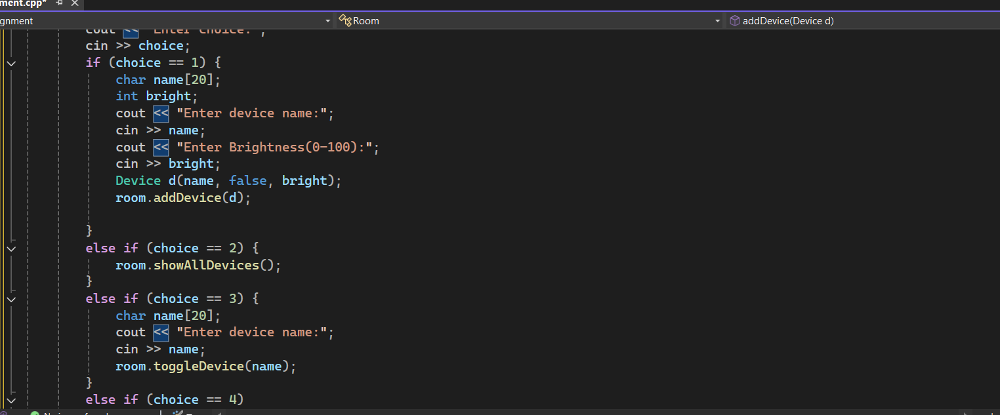 ment.cpp*
gnment
Room
addDevice(Device d)
cout << "Enter choice: ";
cin >> choice;
if (choice == 1) {
char name[20];
int bright;
cout << "Enter device name:";
cin >> name;
cout << "Enter Brightness(0-100):";
cin >> bright;
Device d(name, false, bright);
room.addDevice(d);
}
else if (choice == 2) {
room.showAllDevices();
}
else if (choice == 3) {
char name[20];
cout << "Enter device name:";
cin >> name;
room.toggleDevice(name);
}
else if (choice == 4)